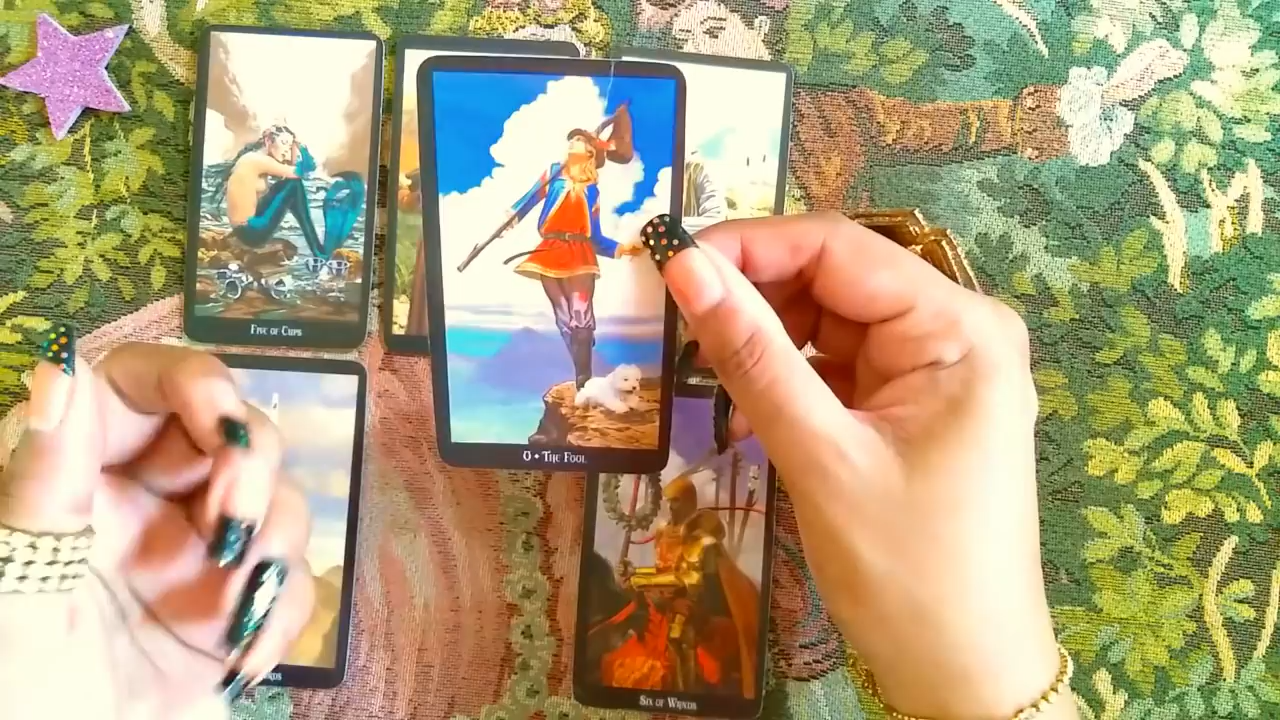 Five of Cups
0 • The Fool
Six of Wands